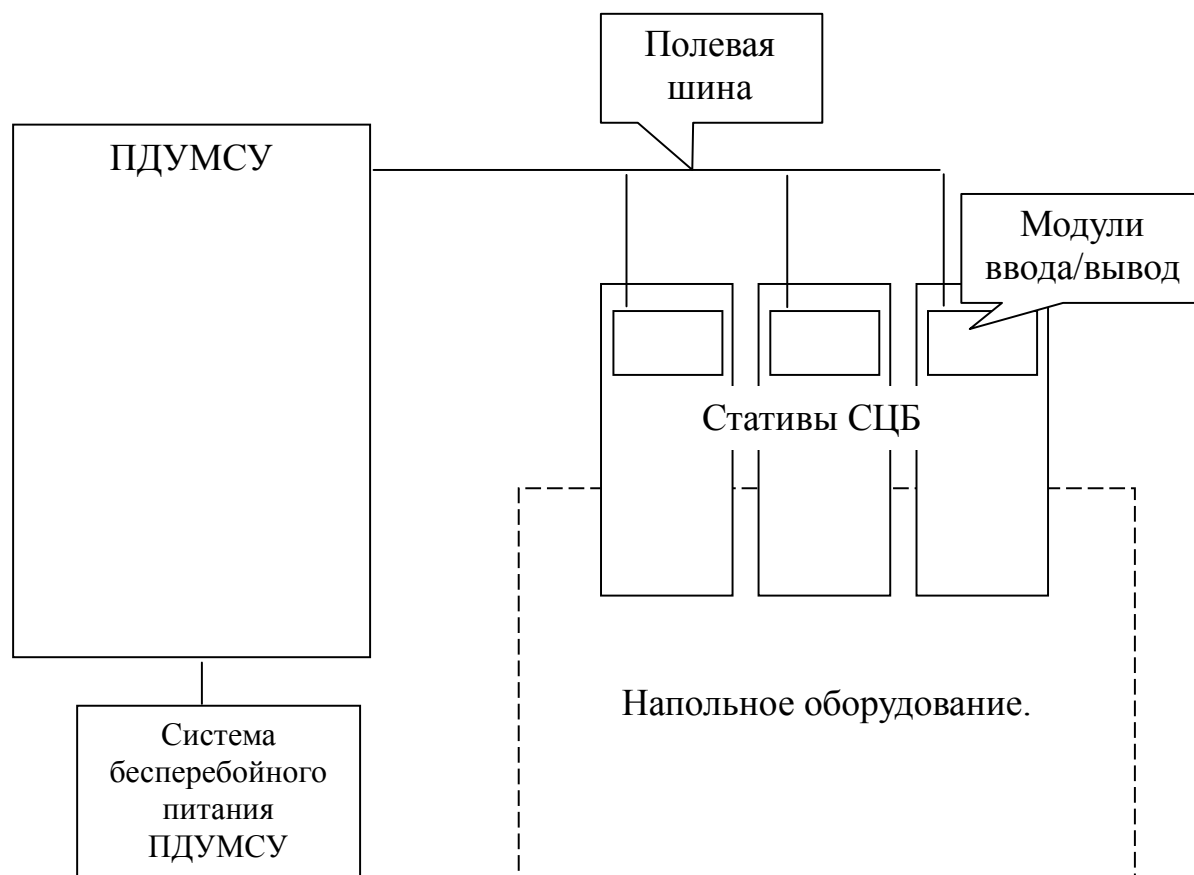 Полевая
шина
ПДУМСУ
Модули
ввода/вывод
Стативы СЦБ
Напольное оборудование.
Система
бесперебойного
питания
ПДУМСУ